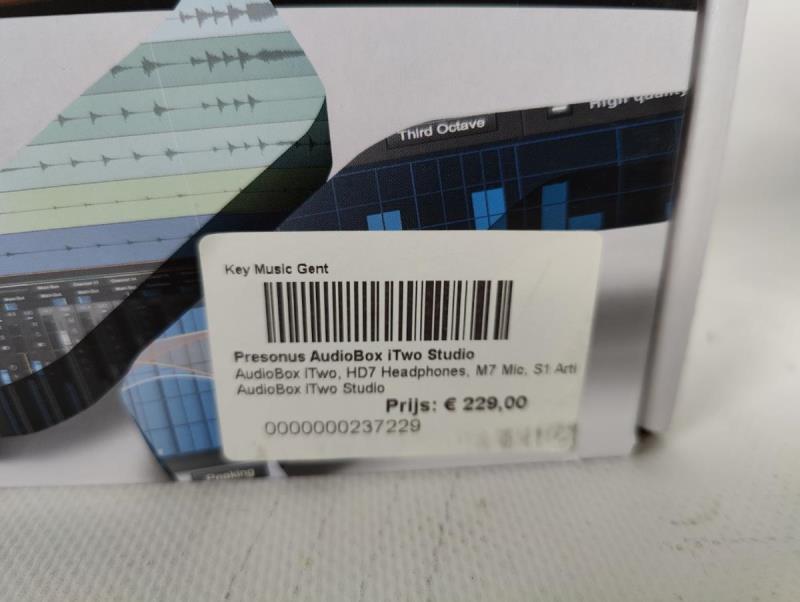 Third Octave
High quality
Key Music Gent
Presonus AudioBox iTwo Studio
AudioBox iTwo, HD7 Headphones, M7 Mic, S1 Arti
AudioBox iTwo Studio
Prijs: € 229,00
0000000237229
Peaking